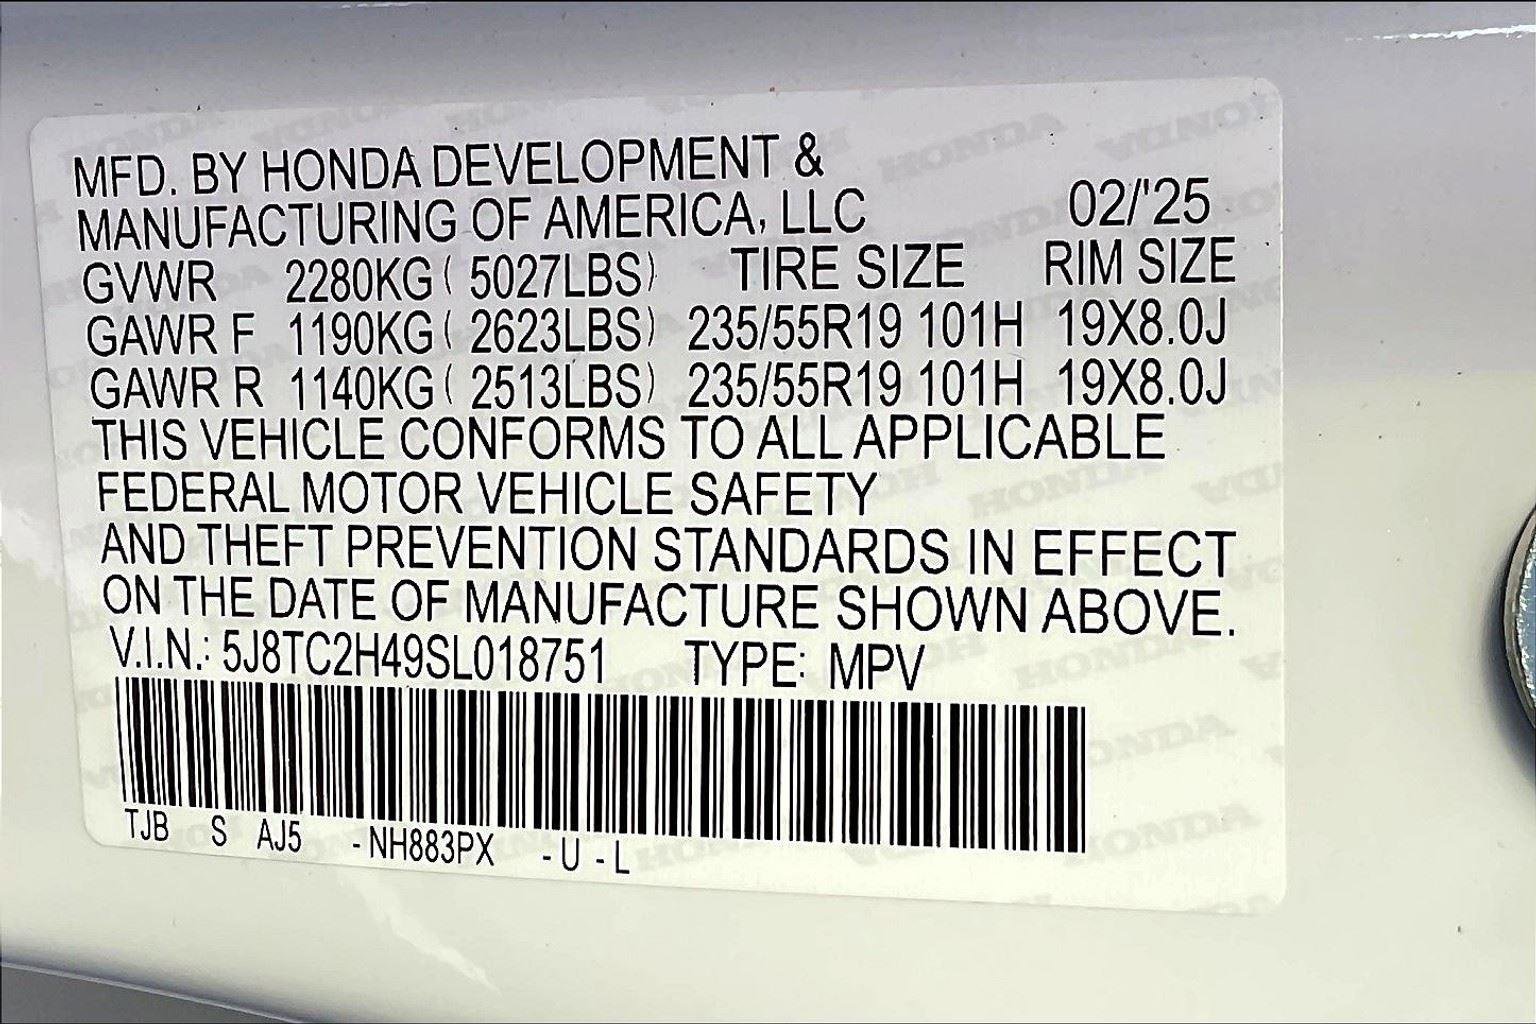 MFD. BY HONDA DEVELOPMENT &
MANUFACTURING OF AMERICA, LLC 02/'25
GVWR 2280KG ( 5027LBS) TIRE SIZE RIM SIZE
GAWR F 1190KG ( 2623LBS) 235/55R19 101H 19X8.0J
GAWR R 1140KG ( 2513LBS) 235/55R19 101H 19X8.0J
THIS VEHICLE CONFORMS TO ALL APPLICABLE
FEDERAL MOTOR VEHICLE SAFETY
AND THEFT PREVENTION STANDARDS IN EFFECT
ON THE DATE OF MANUFACTURE SHOWN ABOVE.
V.I.N.: 5J8TC2H49SL018751 TYPE: MPV
TJB S AJ5 - NH883PX - U - L